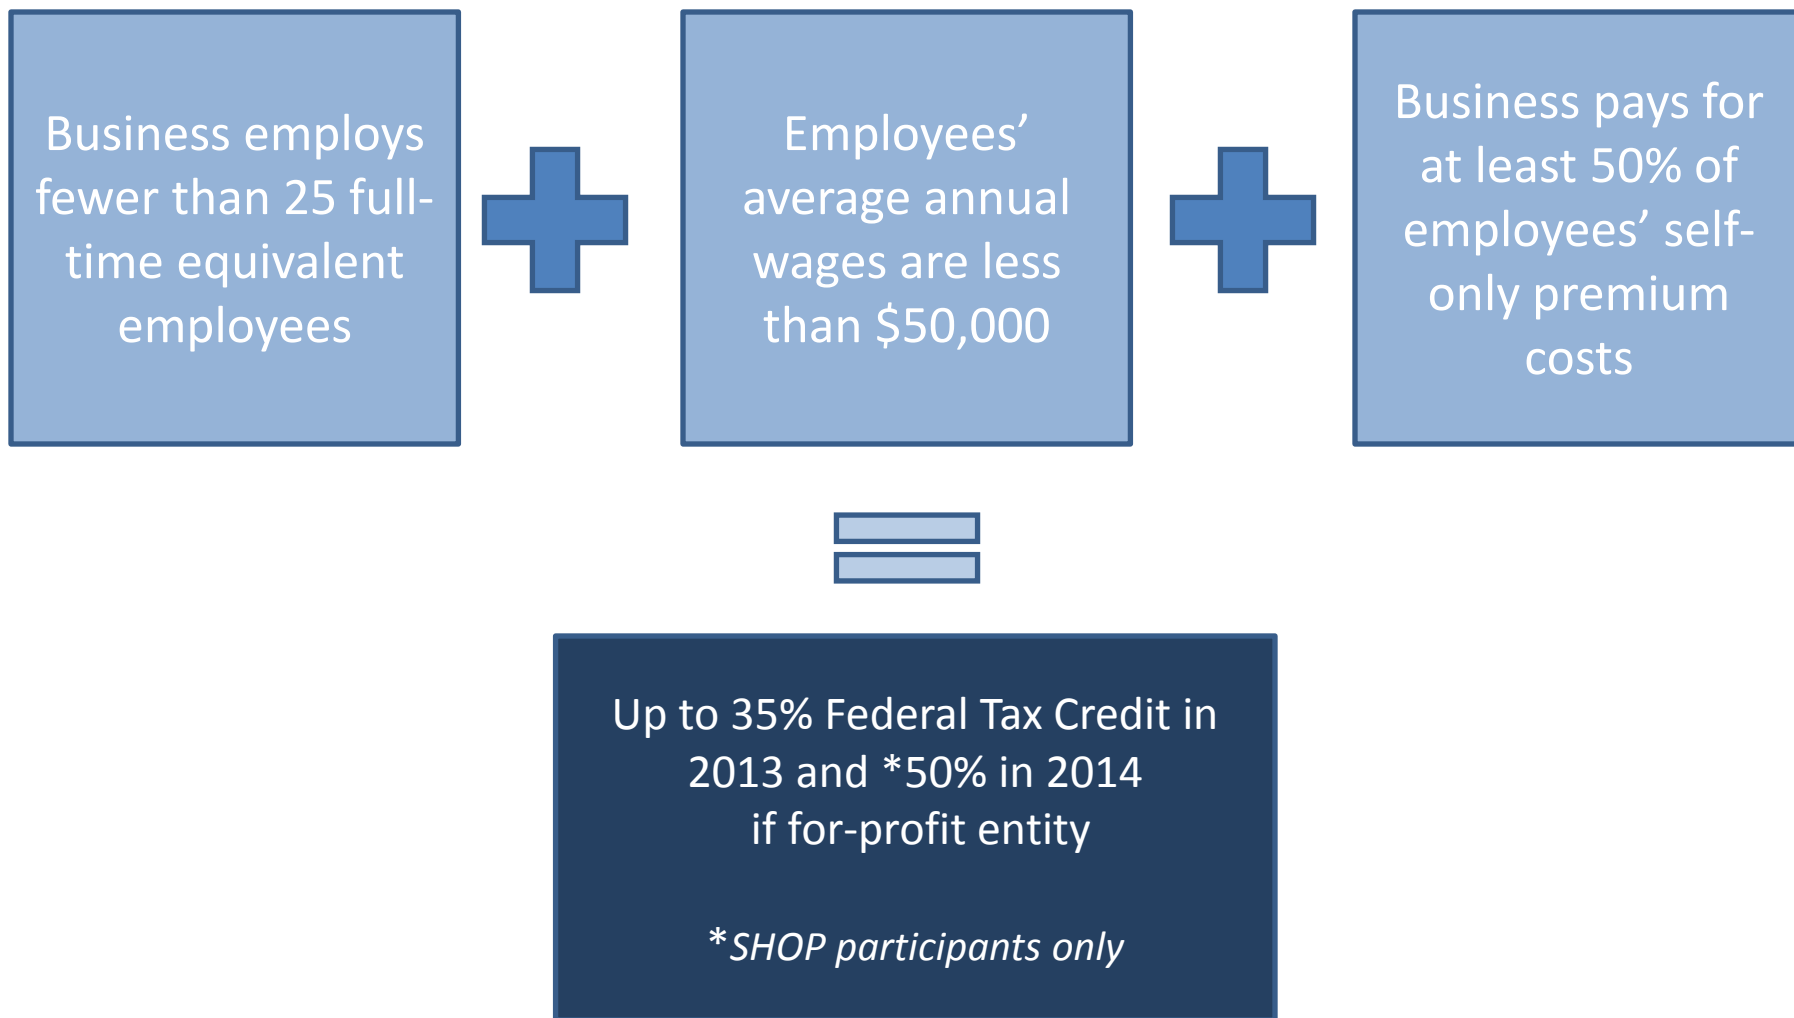 Business employs
fewer than 25 full-
time equivalent
employees
Employees’
average annual
wages are less
than $50,000
Business pays for
at least 50% of
employees’ self-
only premium
costs
Up to 35% Federal Tax Credit in
2013 and *50% in 2014
if for-profit entity
*SHOP participants only